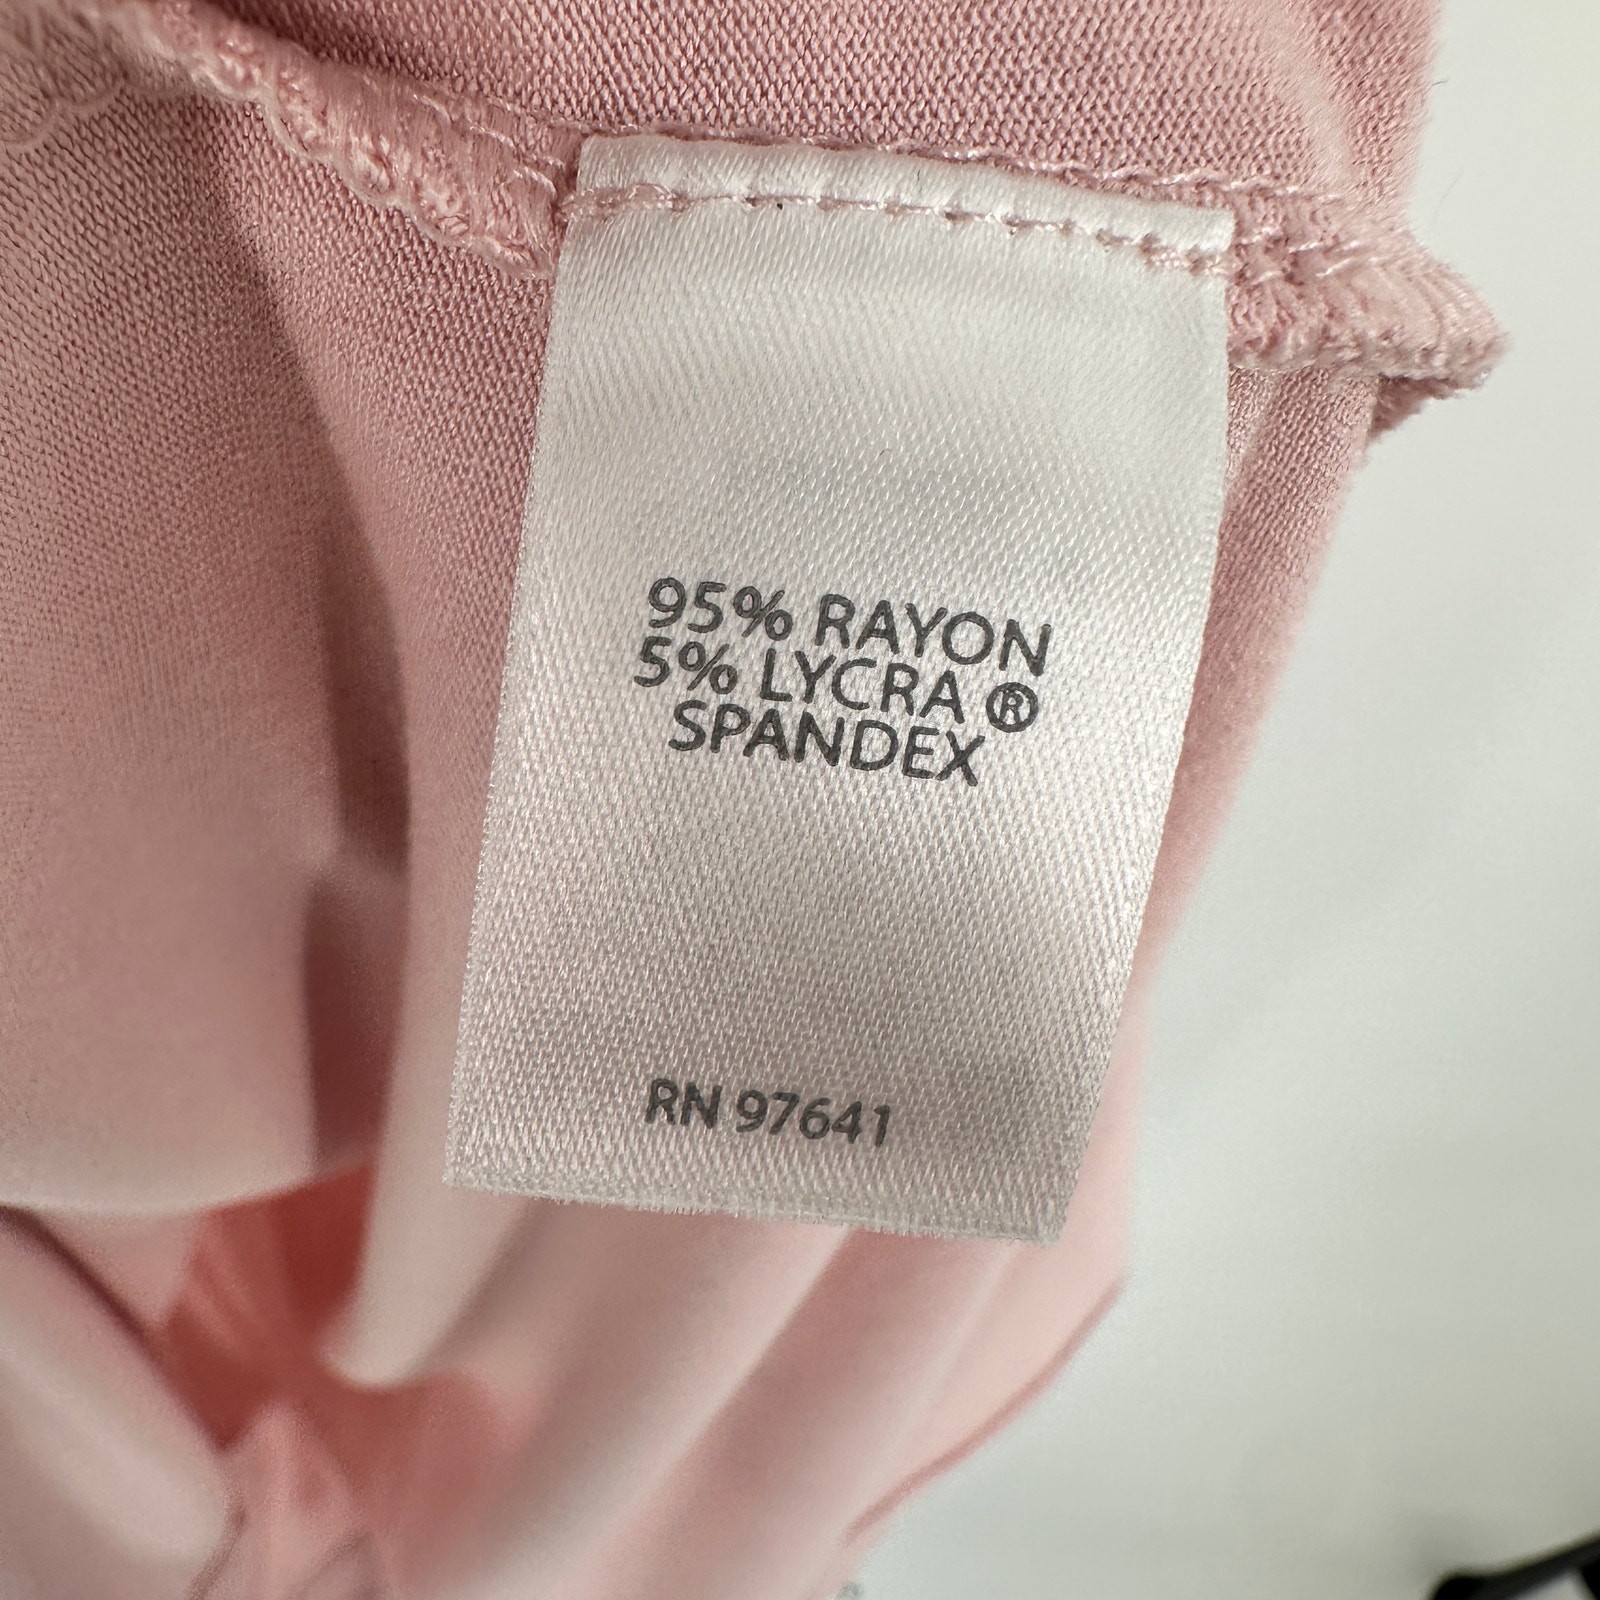 95% RAYON
5% LYCRA ®
SPANDEX
RN 97641